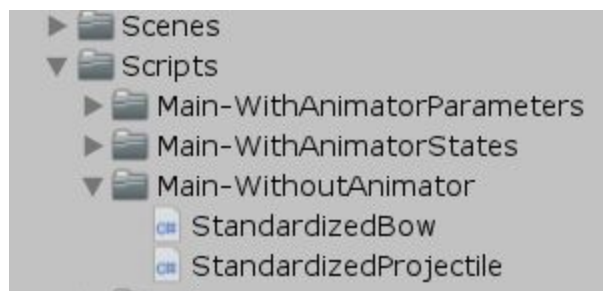 Scenes
Scripts
Main-WithAnimatorParameters
Main-WithAnimatorStates
Main-WithoutAnimator
C# StandardizedBow
C# StandardizedProjectile